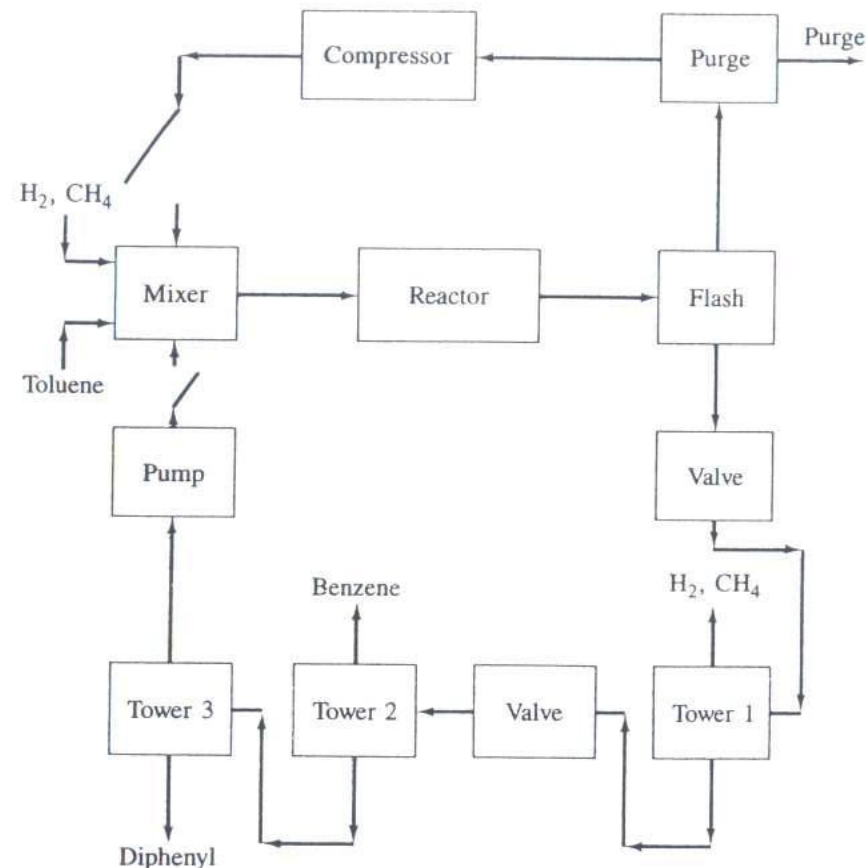 Purge
Compressor
Purge
H₂, CH₄
Mixer
Reactor
Flash
Toluene
Pump
Valve
Benzene
H₂, CH₄
Tower 3
Tower 2
Valve
Tower 1
Diphenyl